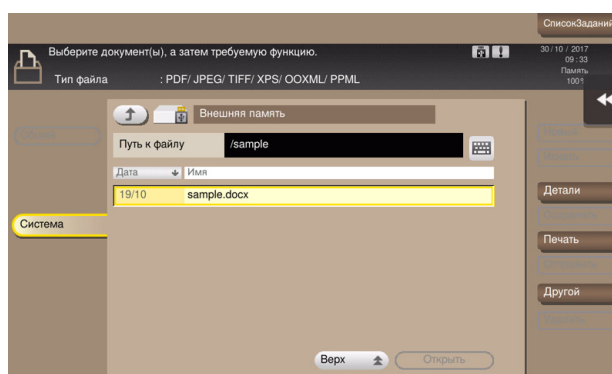 СписокЗаданий
Выберите документ(ы), а затем требуемую функцию.
Тип файла : PDF/ JPEG/ TIFF/ XPS/ OOXML/ PPML
30/10/2017
09:33
Память
100%
Внешняя память
Путь к файлу /sample
Дата Имя
19/10 sample.docx
Система
Детали
Печать
Другой
Верх Открыть